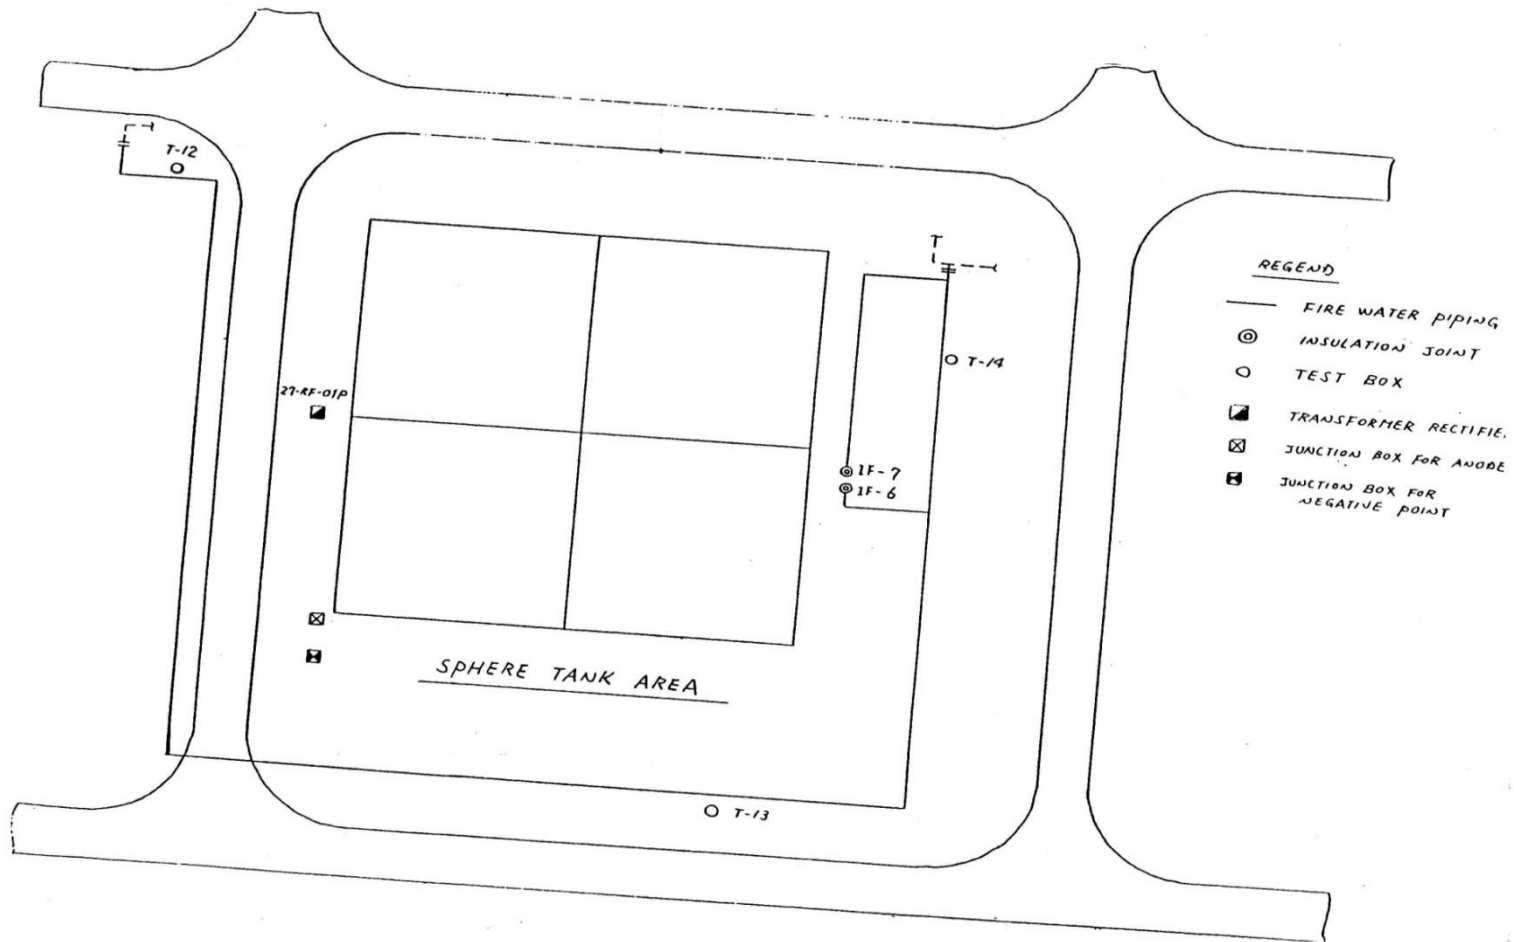 T-12
T
REGEND
FIRE WATER PIPING
INSULATION JOINT
T-14
TEST BOX
27-RF-01P
TRANSFORMER RECTIFIE.
JUNCTION BOX FOR ANODE
IF-7
IF-6
JUNCTION BOX FOR
NEGATIVE POINT
SPHERE TANK AREA
T-13